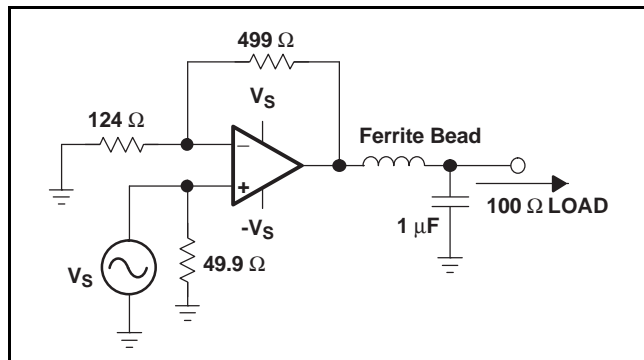 499 Ω
V_S
124 Ω
Ferrite Bead
–
+
100 Ω LOAD
-V_S
1 μF
49.9 Ω
V_S